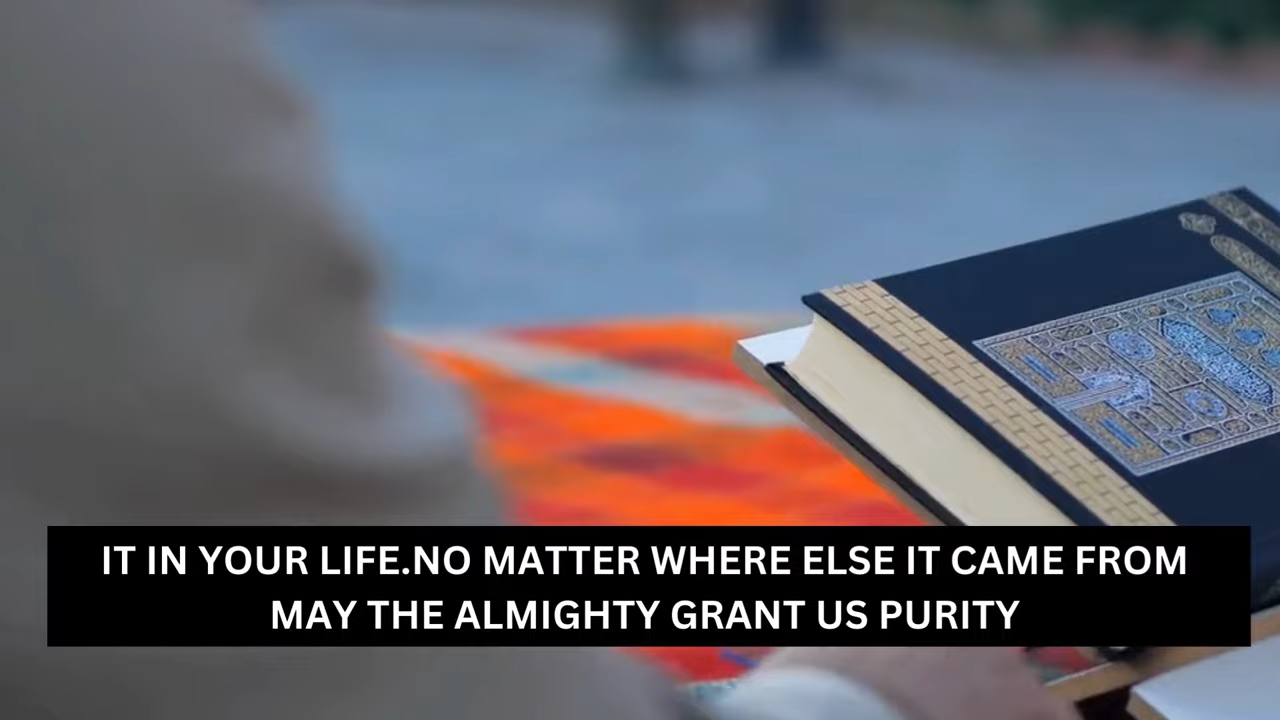 IT IN YOUR LIFE.NO MATTER WHERE ELSE IT CAME FROM
MAY THE ALMIGHTY GRANT US PURITY